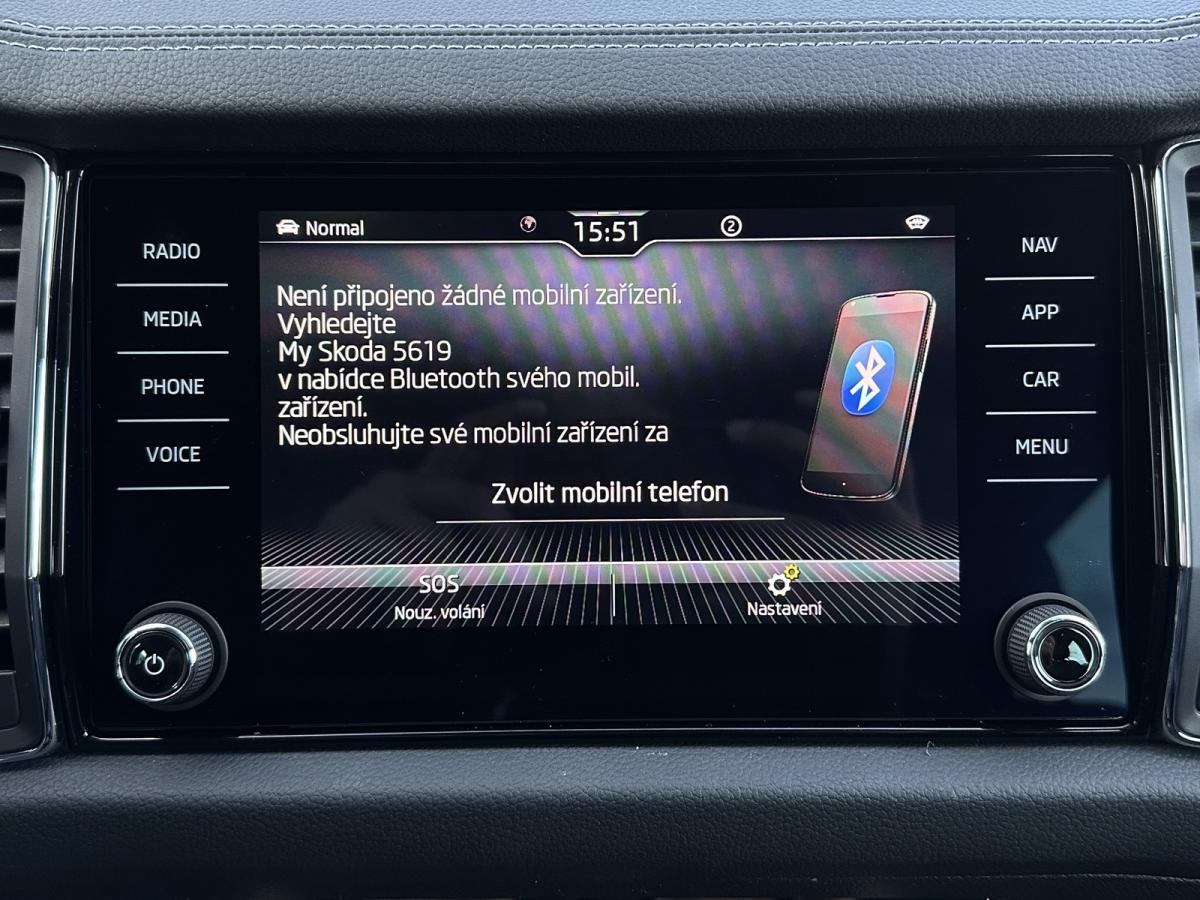 RADIO
MEDIA
PHONE
VOICE
Normal
15:51
2
Není připojeno žádné mobilní zařízení.
Vyhledejte
My Skoda 5619
v nabídce Bluetooth svého mobil.
zařízení.
Neobsluhujte své mobilní zařízení za
Zvolit mobilní telefon
SOS
Nouz. volání
Nastavení
NAV
APP
CAR
MENU